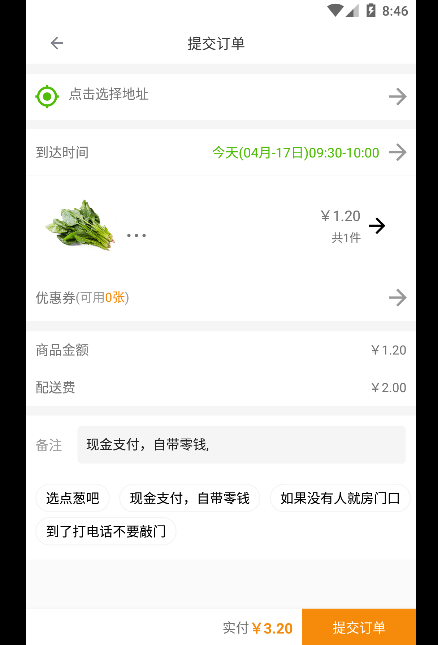 8:46
提交订单
点击选择地址
到达时间 今天(04月-17日)09:30-10:00
￥1.20
共1件
优惠券(可用0张)
商品金额 ￥1.20
配送费 ￥2.00
备注 现金支付，自带零钱,
选点葱吧 现金支付，自带零钱 如果没有人就房门口
到了打电话不要敲门
实付￥3.20 提交订单